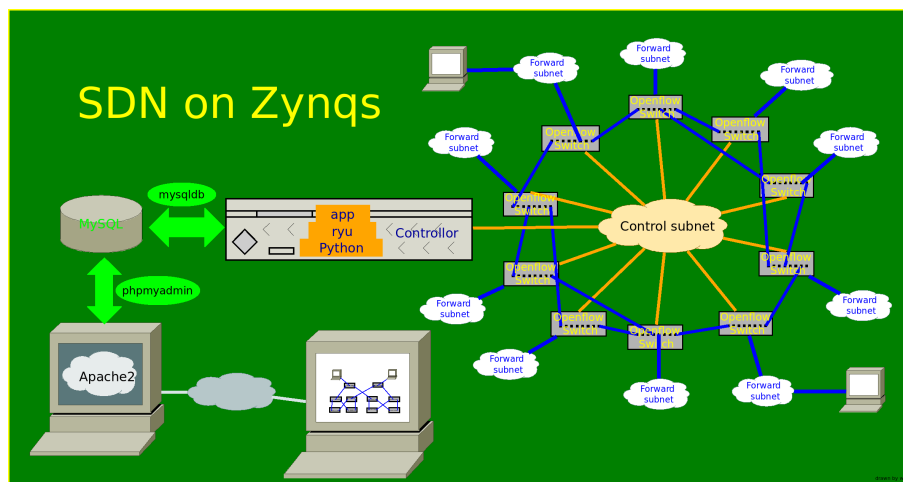 SDN on Zynqs
Forward
subnet
Forward
subnet
Forward
subnet
Forward
subnet
Forward
subnet
Openflow
Switch
Openflow
Switch
Openflow
Switch
Openflow
Switch
Openflow
Switch
mysqldb
MySQL
app
ryu
Python
Controllor
Control subnet
phpmyadmin
Openflow
Switch
Openflow
Switch
Openflow
Switch
Openflow
Switch
Openflow
Switch
Forward
subnet
Forward
subnet
Forward
subnet
Forward
subnet
Forward
subnet
Apache2